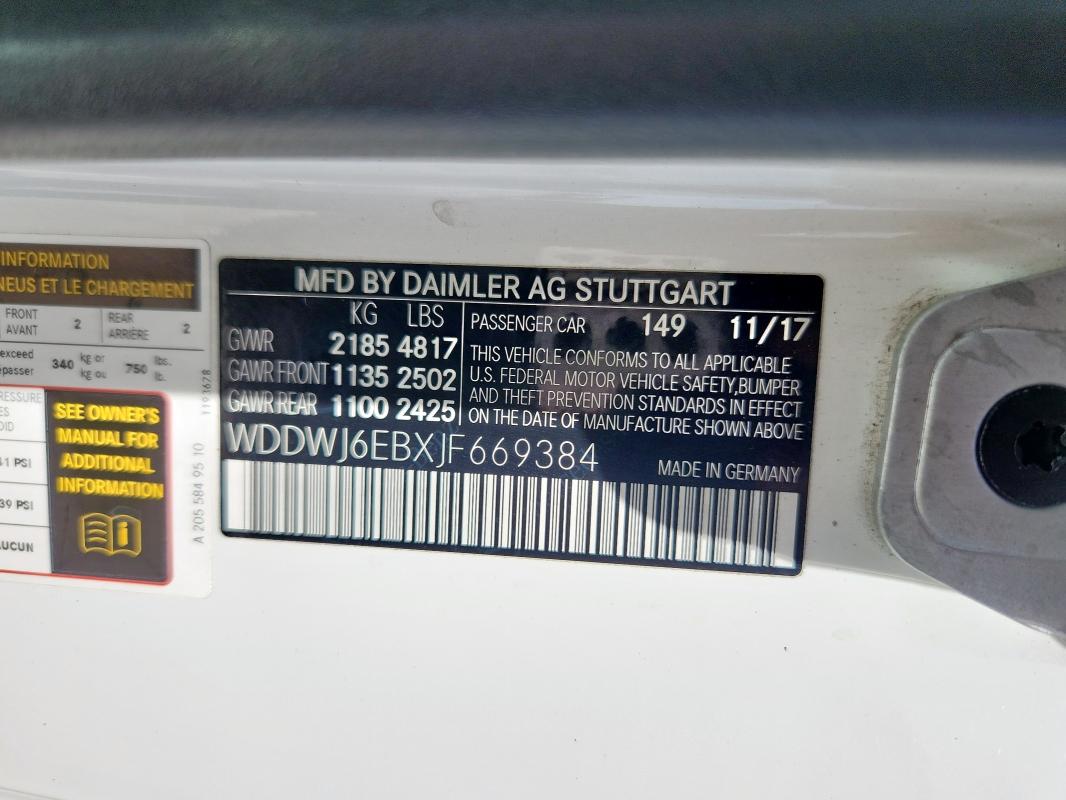 INFORMATION
NEUS ET LE CHARGEMENT
FRONT
AVANT
2
REAR
ARRIÈRE
2
exceed
340 kg or 750 lbs.
kg ou lb.
SEE OWNER'S
MANUAL FOR
ADDITIONAL
INFORMATION
PSI
39 PSI
AUCUN
1193678
A 205 584 95 10
MFD BY DAIMLER AG STUTTGART
KG LBS
GVWR 2185 4817
GAWR FRONT 1135 2502
GAWR REAR 1100 2425
PASSENGER CAR 149 11/17
THIS VEHICLE CONFORMS TO ALL APPLICABLE
U.S. FEDERAL MOTOR VEHICLE SAFETY,BUMPER
AND THEFT PREVENTION STANDARDS IN EFFECT
ON THE DATE OF MANUFACTURE SHOWN ABOVE
WDDWJ6EBXJF669384
MADE IN GERMANY